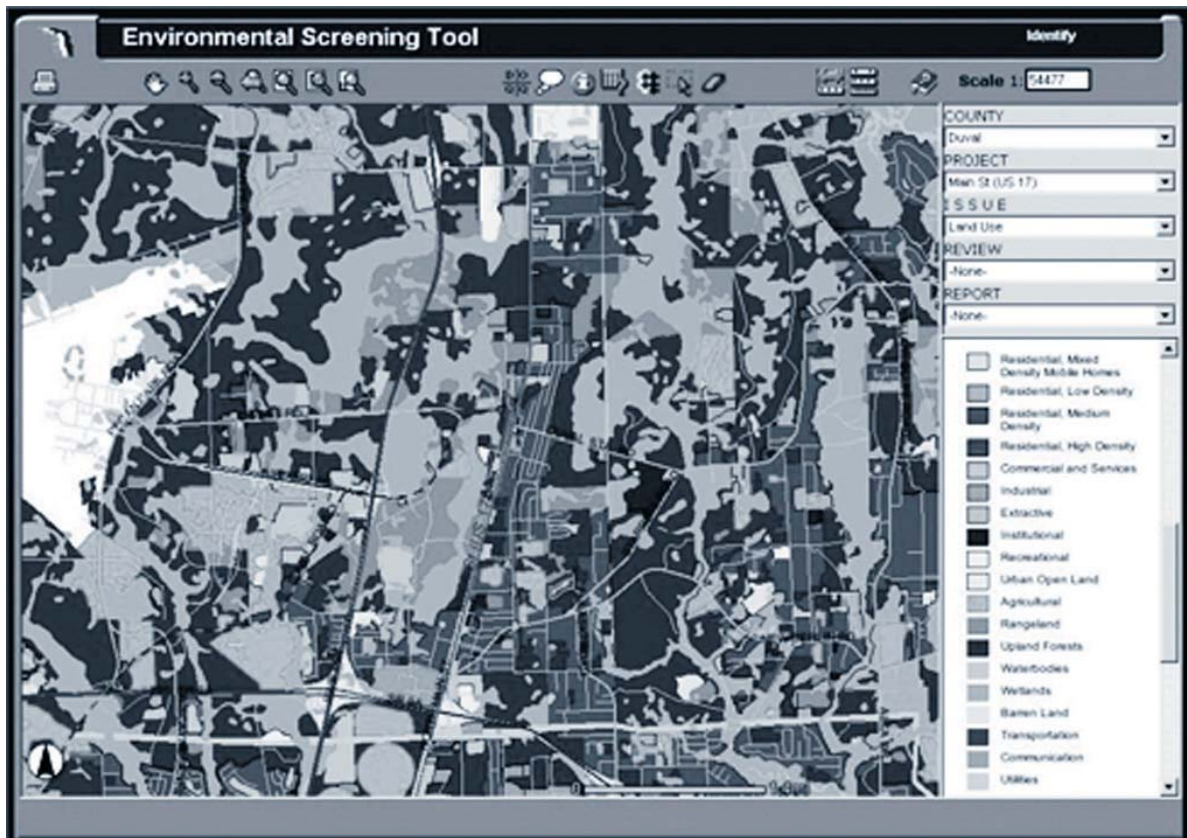 Environmental Screening Tool
Identify
Scale 1: 54477
COUNTY
Duval
PROJECT
Main St (US 17)
I S S U E
Land Use
REVIEW
-None-
REPORT
-None-
Residential, Mixed
Density Mobile Homes
Residential, Low Density
Residential, Medium
Density
Residential, High Density
Commercial and Services
Industrial
Extractive
Institutional
Recreational
Urban Open Land
Agricultural
Rangeland
Upland Forests
Waterbodies
Wetlands
Barren Land
Transportation
Communication
Utilities
0